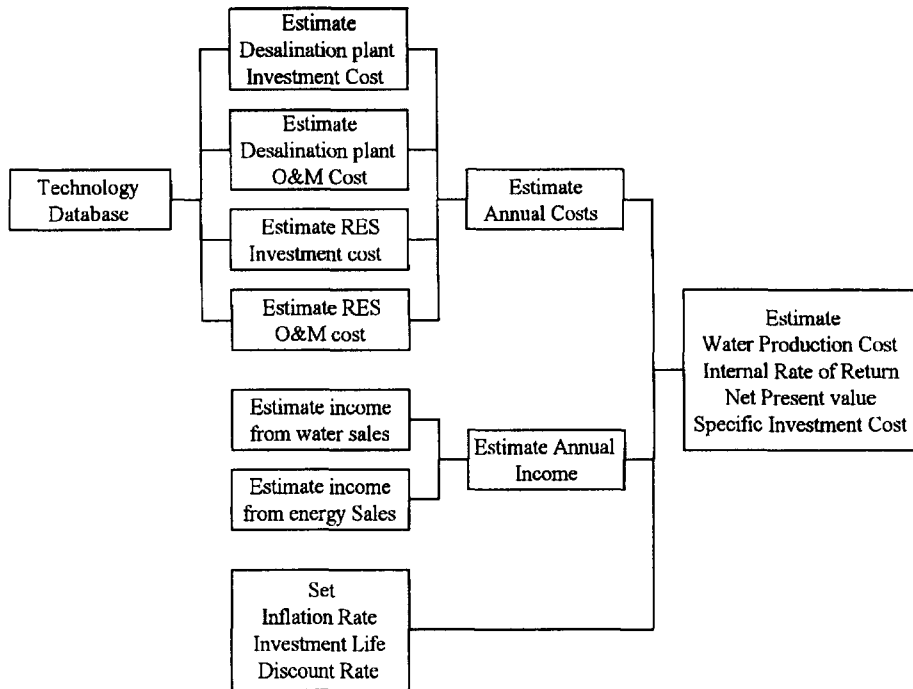 Estimate
Desalination plant
Investment Cost
Estimate
Desalination plant
O&M Cost
Technology
Database
Estimate RES
Investment cost
Estimate RES
O&M cost
Estimate
Annual Costs
Estimate
Water Production Cost
Internal Rate of Return
Net Present value
Specific Investment Cost
Estimate income
from water sales
Estimate income
from energy Sales
Estimate Annual
Income
Set
Inflation Rate
Investment Life
Discount Rate